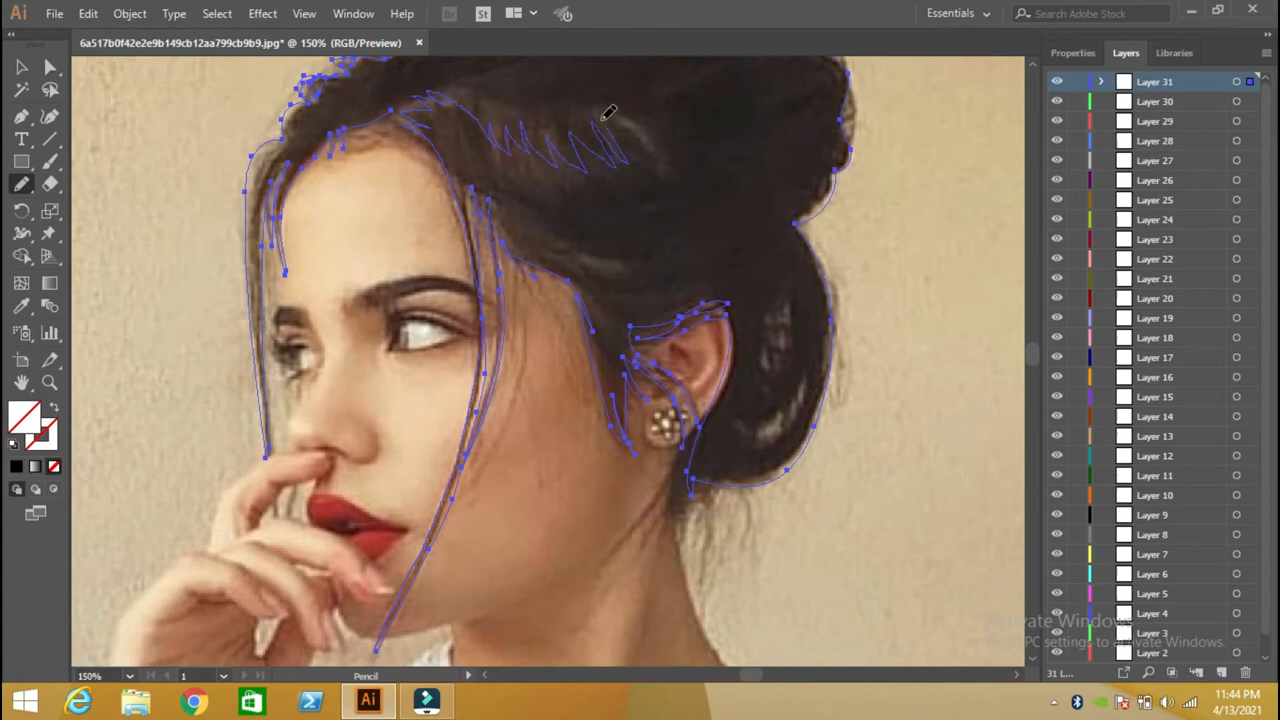 Ai File Edit Object Type Select Effect View Window Help Br St Essentials Search Adobe Stock
6a517b0f42e2e9b149cb12aa799cb9b9.jpg* @ 150% (RGB/Preview)
Properties Layers Libraries
Layer 31
Layer 30
Layer 29
Layer 28
Layer 27
Layer 26
Layer 25
Layer 24
Layer 23
Layer 22
Layer 21
Layer 20
Layer 19
Layer 18
Layer 17
Layer 16
Layer 15
Layer 14
Layer 13
Layer 12
Layer 11
Layer 10
Layer 9
Layer 8
Layer 7
Layer 6
Layer 5
Layer 4
Activate Windows
Layer 3
Go to PC settings to activate Windows.
Layer 2
150% 1 Pencil 31 L...
Ai
11:44 PM
4/13/2021